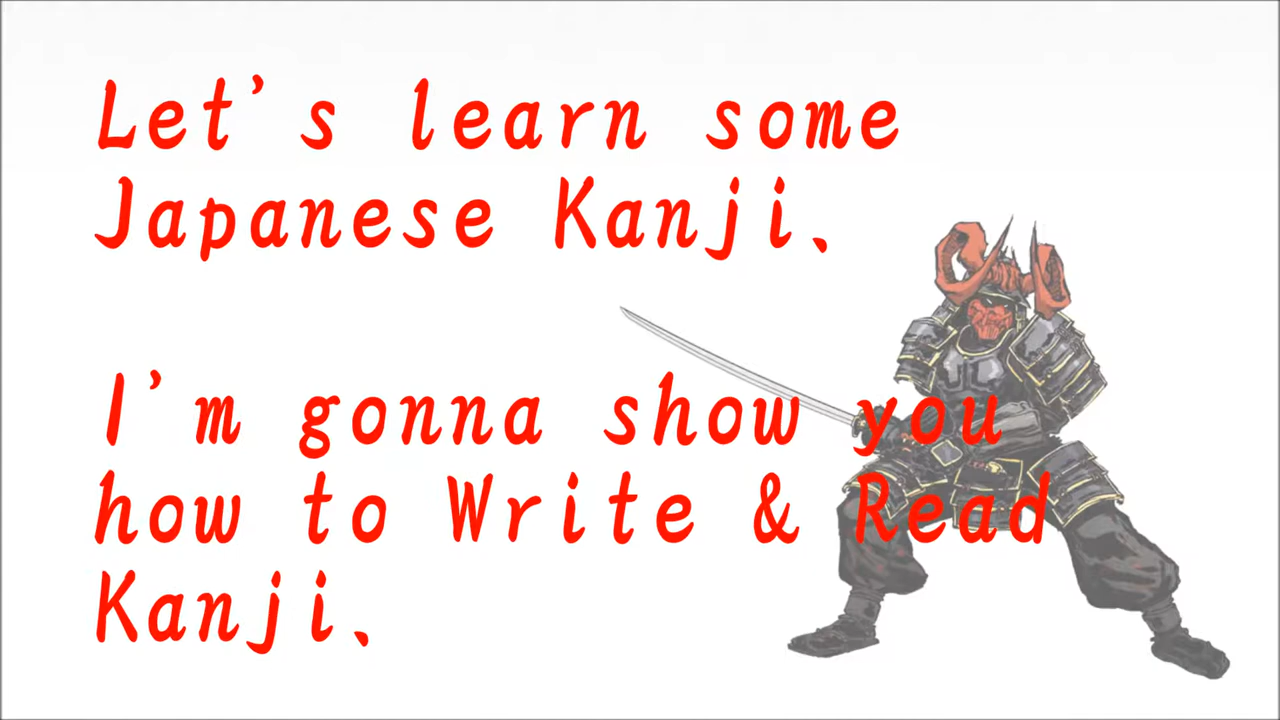 Let's learn some
Japanese Kanji、
I'm gonna show you
how to Write & Read
Kanji、